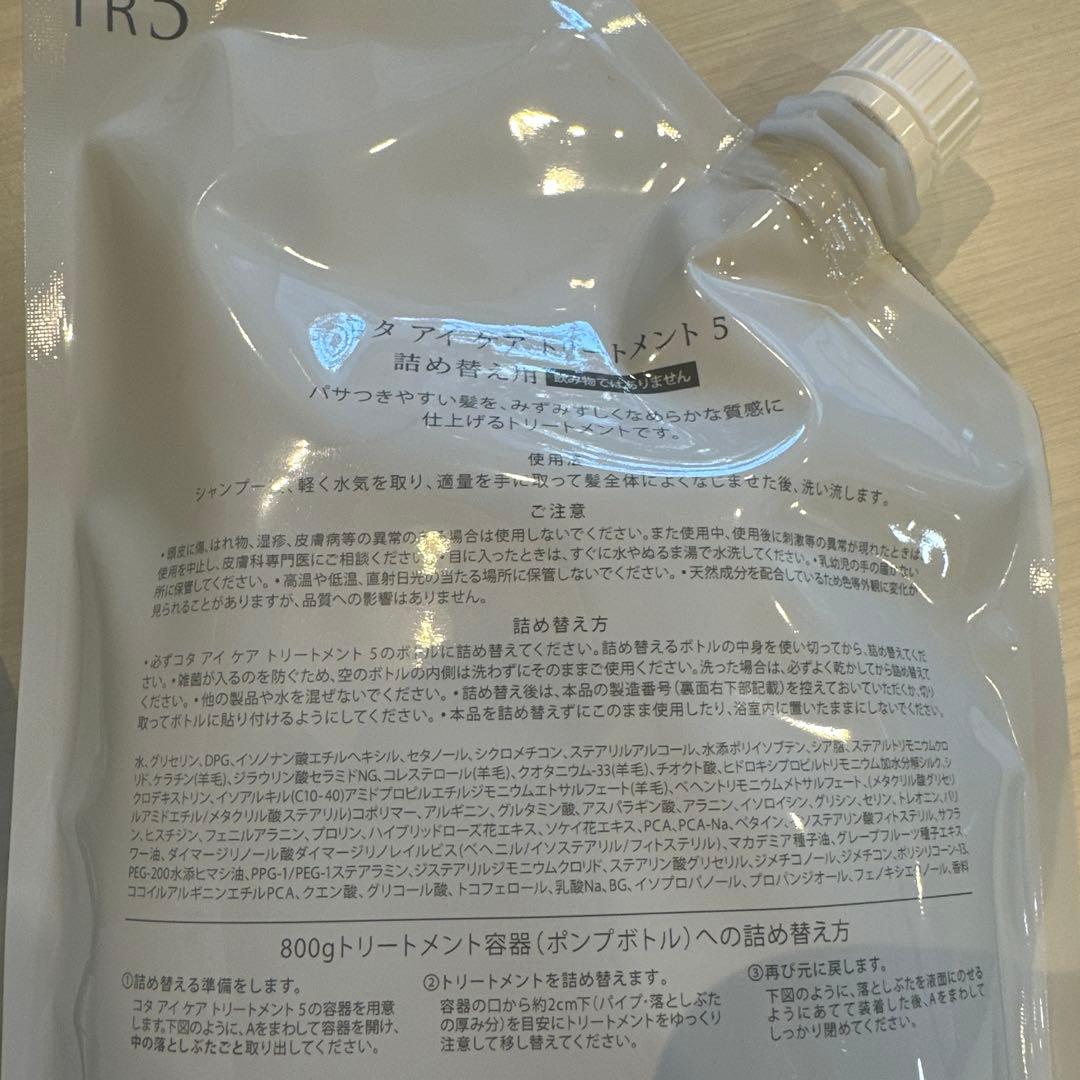 TR5
タ アイ ケア トリートメント 5
詰め替え用 飲み物ではありません
パサつきやすい髪を、みずみずしくなめらかな質感に
仕上げるトリートメントです。
使用法
シャンプー 、軽く水気を取り、適量を手に取って髪全体によくなじませた後、洗い流します。
ご注意
•頭皮に傷、はれ物、湿疹、皮膚病等の異常の 場合は使用しないでください。また使用中、使用後に刺激等の異常が現れたときは
使用を中止し、皮膚科専門医にご相談ください •目に入ったときは、すぐに水やぬるま湯で水洗してください。•乳幼児の手の届かない
所に保管してください。•高温や低温、直射日光の当たる場所に保管しないでください。•天然成分を配合しているため色等外観に変化が
見られることがありますが、品質への影響はありません。
詰め替え方
•必ずコタ アイ ケア トリートメント 5のボトルに詰め替えてください。詰め替えるボトルの中身を使い切ってから、詰め替えてくだ
さい。•雑菌が入るのを防ぐため、空のボトルの内側は洗わずにそのままご使用ください。洗った場合は、必ずよく乾かしてから詰め替えて
ください。•他の製品や水を混ぜないでください。•詰め替え後は、本品の製造番号(裏面右下部記載)を控えておいていただくか、切り
取ってボトルに貼り付けるようにしてください。•本品を詰め替えずにこのまま使用したり、浴室内に置いたままにしないでください。
水、グリセリン、DPG、イソノナン酸エチルヘキシル、セタノール、シクロメチコン、ステアリルアルコール、水添ポリイソブテン、シア脂、ステアルトリモニウムクロ
リド、ケラチン(羊毛)、ジラウリン酸セラミドNG、コレステロール(羊毛)、クオタニウム-33(羊毛)、チオクト酸、ヒドロキシプロピルトリモニウム加水分解シルク、シ
クロデキストリン、イソアルキル(C10-40)アミドプロピルエチルジモニウムエトサルフェート(羊毛)、ベヘントリモニウムメトサルフェート、(メタクリル酸グリセリ
ルアミドエチル/メタクリル酸ステアリル)コポリマー、アルギニン、グルタミン酸、アスパラギン酸、アラニン、イソロイシン、グリシン、セリン、トレオニン、バリ
ン、ヒスチジン、フェニルアラニン、プロリン、ハイブリッドローズ花エキス、ソケイ花エキス、PCA、PCA-Na、ベタイン、イソステアリン酸フィトステリル、サフラ
ワー油、ダイマージリノール酸ダイマージリノレイルビス(ベヘニル/イソステアリル/フィトステリル)、マカデミア種子油、グレープフルーツ種子エキス、
PEG-200水添ヒマシ油、PPG-1/PEG-1ステアラミン、ジステアリルジモニウムクロリド、ステアリン酸グリセリル、ジメチコノール、ジメチコン、ポリシリコーン-13、
ココイルアルギニンエチルPCA、クエン酸、グリコール酸、トコフェロール、乳酸Na、BG、イソプロパノール、プロパンジオール、フェノキシエタノール、香料
800gトリートメント容器(ポンプボトル)への詰め替え方
①詰め替える準備をします。
コタ アイ ケア トリートメント 5の容器を用意
します。下図のように、Aをまわして容器を開け、
中の落としぶたごと取り出してください。
②トリートメントを詰め替えます。
容器の口から約2cm下(パイプ・落としぶた
の厚み分)を目安にトリートメントをゆっくり
注意して移し替えてください。
③再び元に戻します。
下図のように、落としぶたを液面にのせる
ようにあてて装着した後、Aをまわして
しっかり閉めてください。